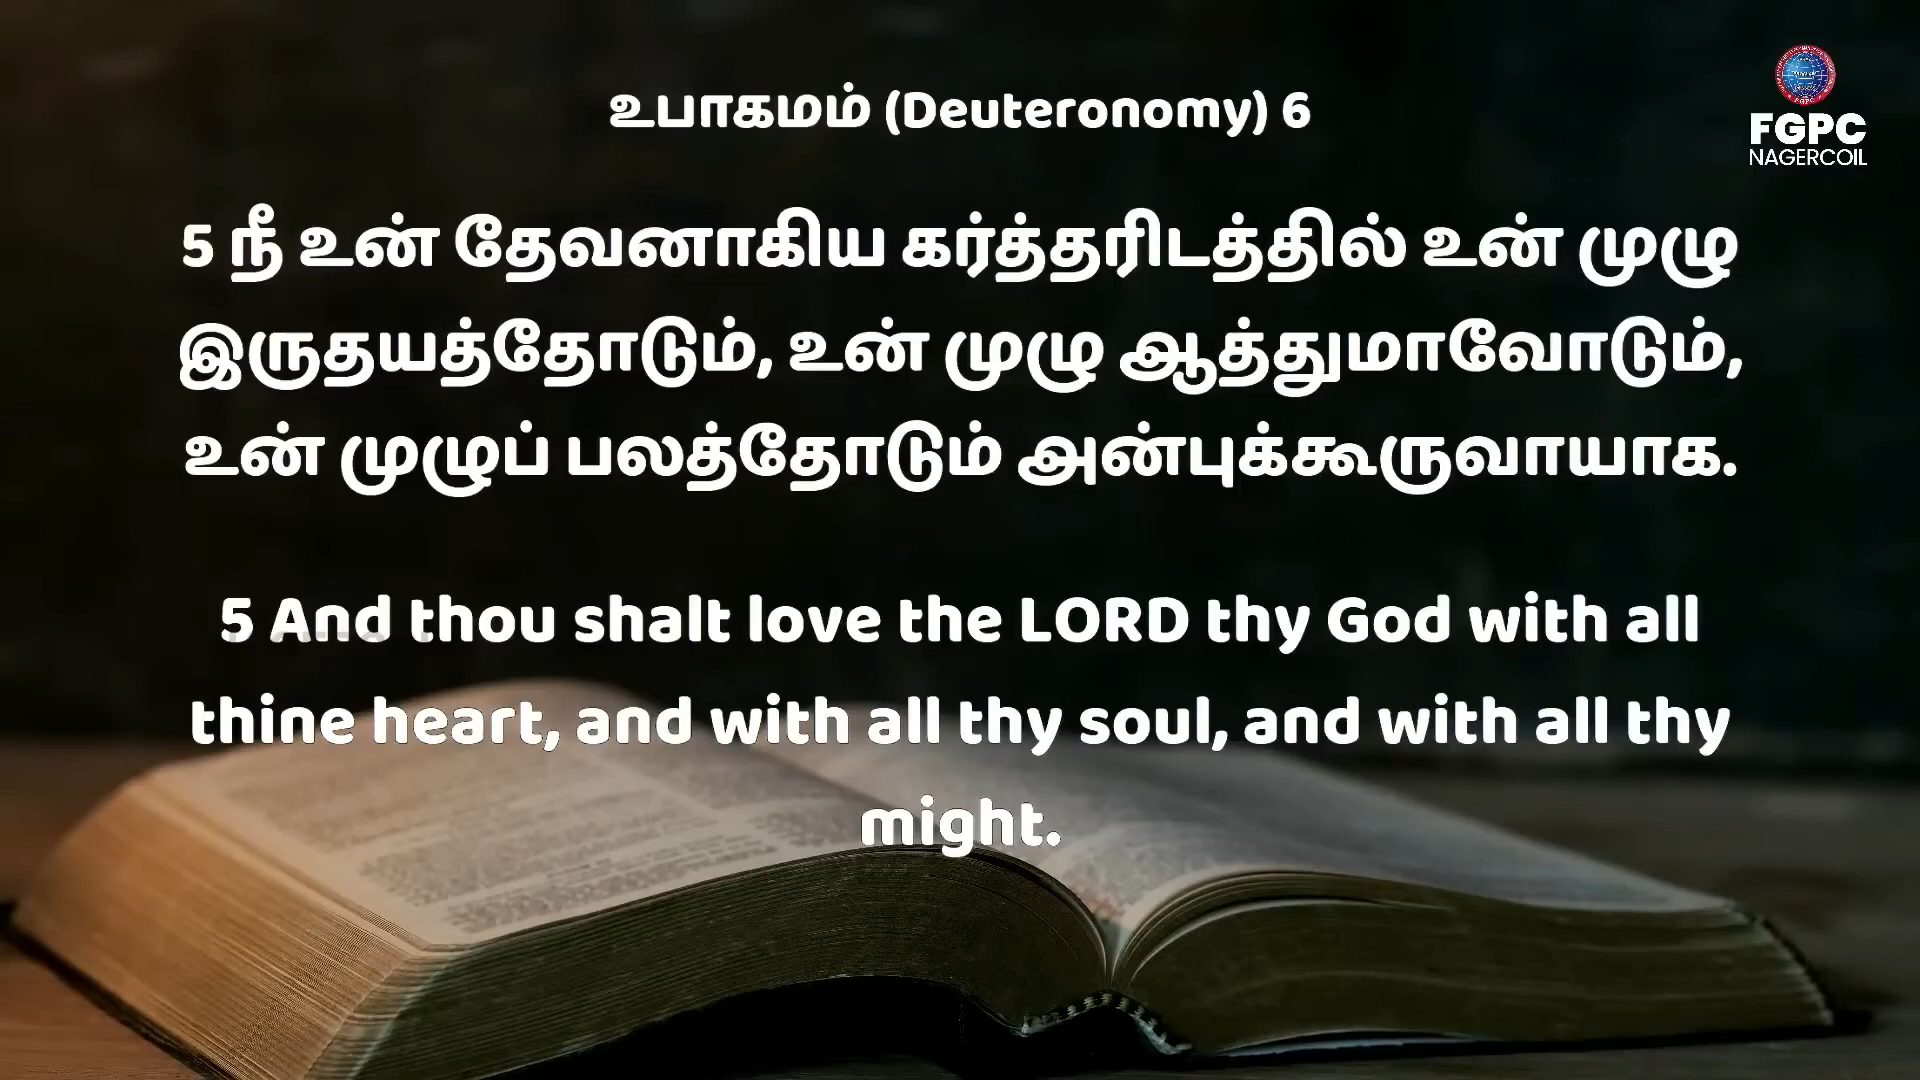 உபாகமம் (Deuteronomy) 6
FGPC
NAGERCOIL
5 நீ உன் தேவனாகிய கர்த்தரிடத்தில் உன் முழு
இருதயத்தோடும், உன் முழு ஆத்துமாவோடும்,
உன் முழுப் பலத்தோடும் அன்புக்கூருவாயாக.
5 And thou shalt love the LORD thy God with all
thine heart, and with all thy soul, and with all thy
might.